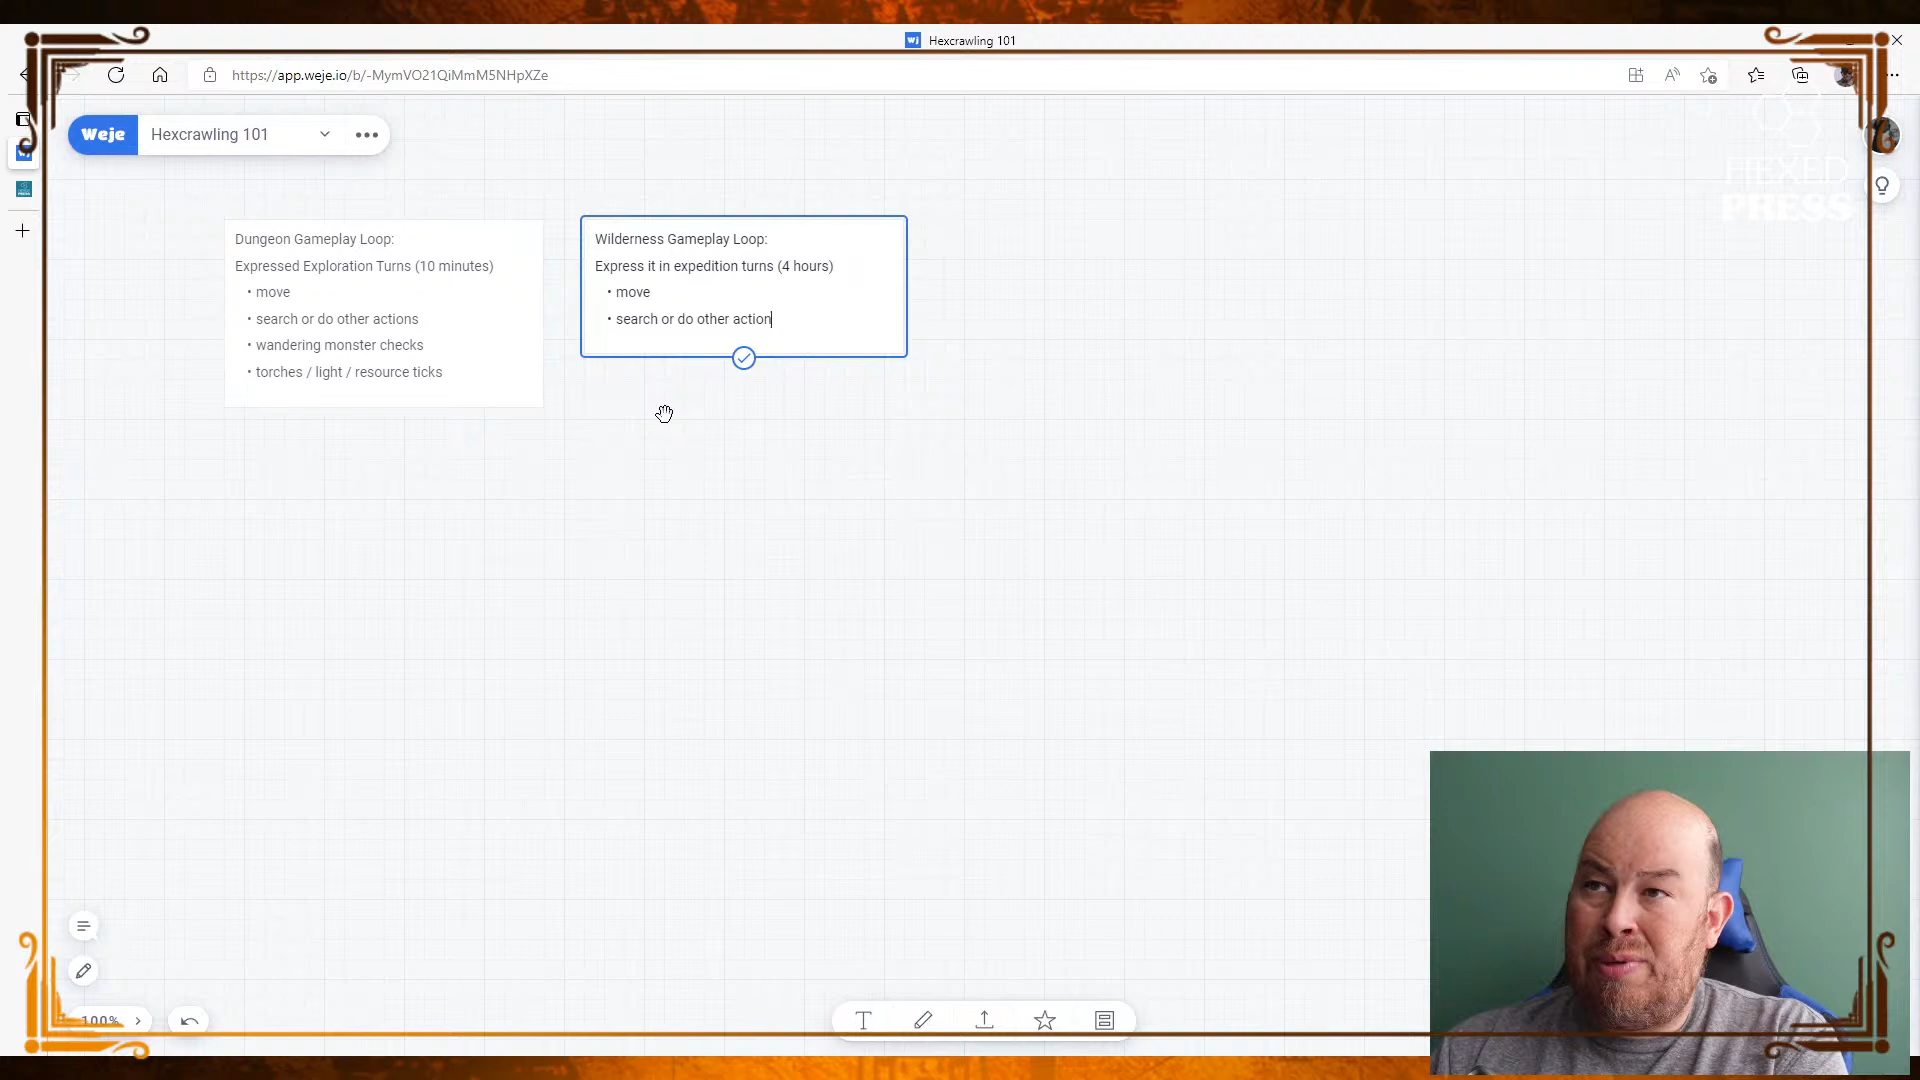 Hexcrawling 101
https://app.weje.io/b/-MymVO21QiMmM5NHpXZe
Weje
Hexcrawling 101
HEXED
PRESS
Dungeon Gameplay Loop:
Expressed Exploration Turns (10 minutes)
• move
• search or do other actions
• wandering monster checks
• torches / light / resource ticks
Wilderness Gameplay Loop:
Express it in expedition turns (4 hours)
• move
• search or do other action
100%